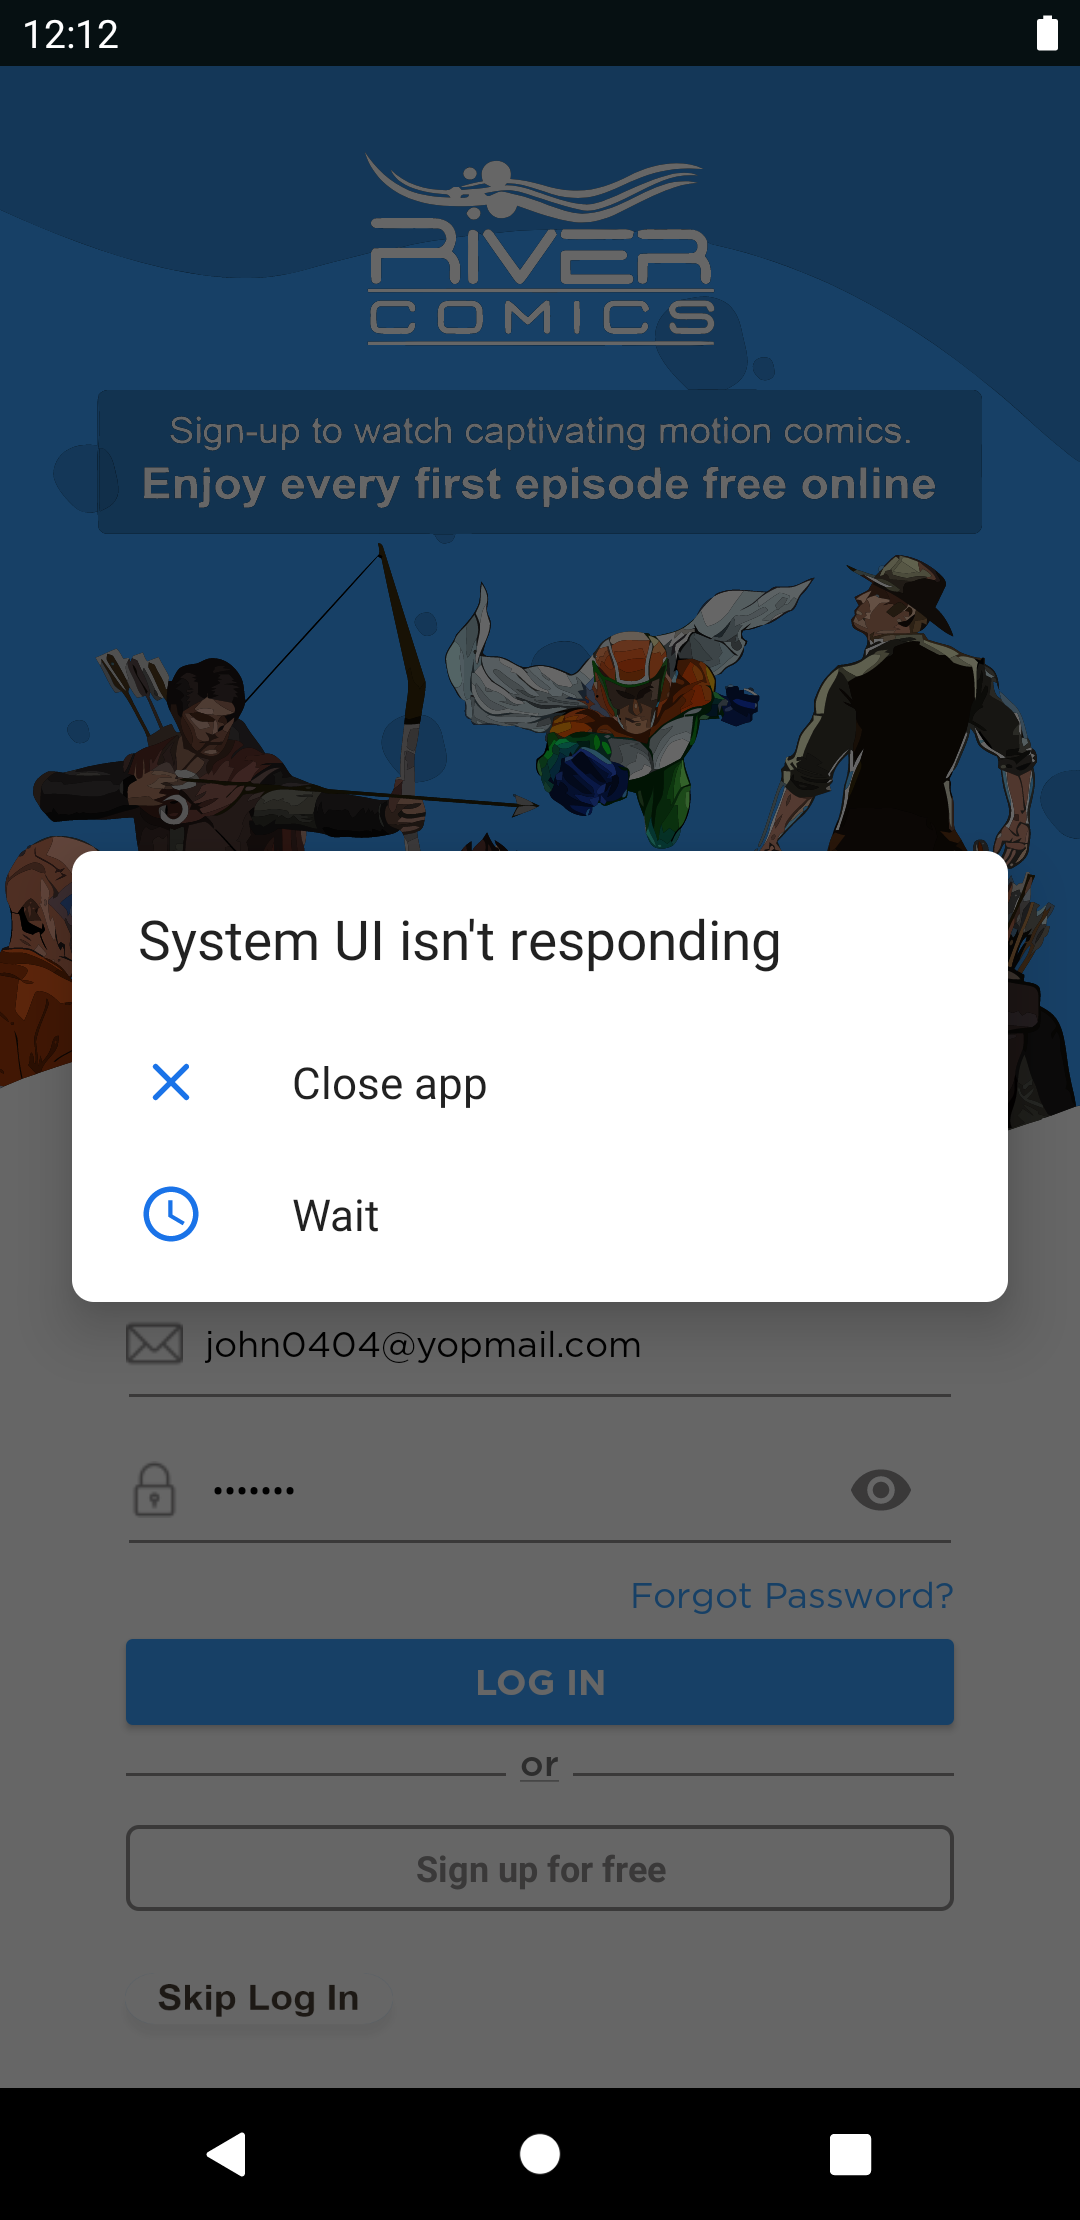 12:12
RIVER
COMICS
Sign-up to watch captivating motion comics.
Enjoy every first episode free online
System UI isn't responding
Close app
Wait
john0404@yopmail.com
•••••••
Forgot Password?
LOG IN
or
Sign up for free
Skip Log In